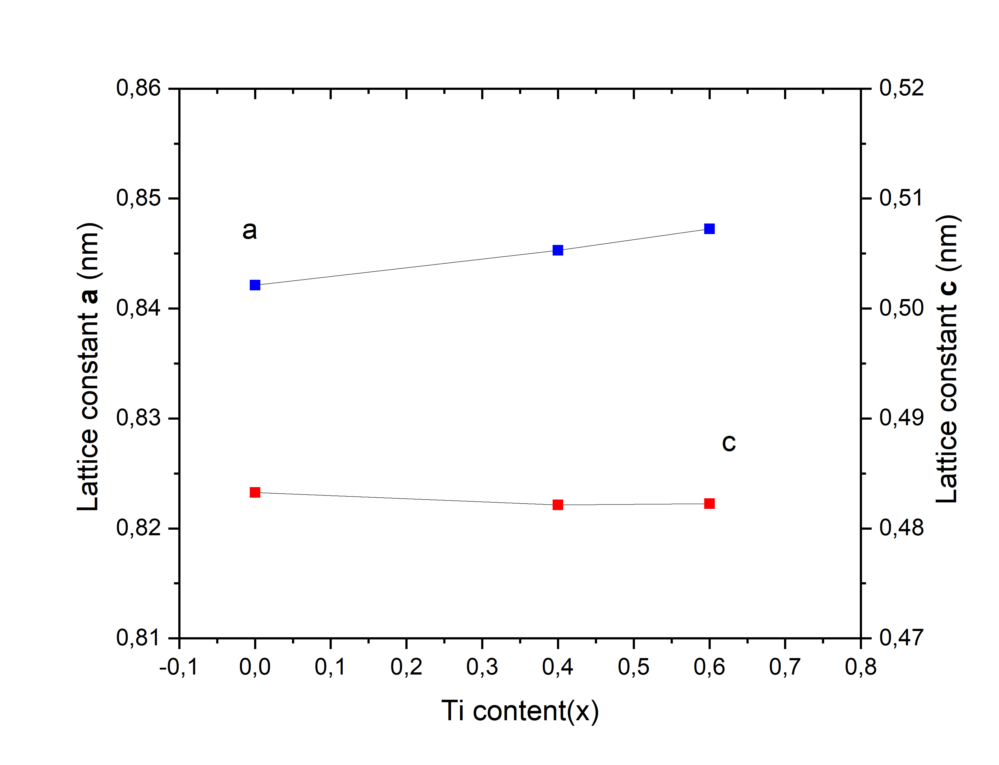 0,86
0,85
0,84
0,83
0,82
0,81
Lattice constant a (nm)
a
c
0,52
0,51
0,50
0,49
0,48
0,47
Lattice constant c (nm)
-0,1 0,0 0,1 0,2 0,3 0,4 0,5 0,6 0,7 0,8
Ti content(x)